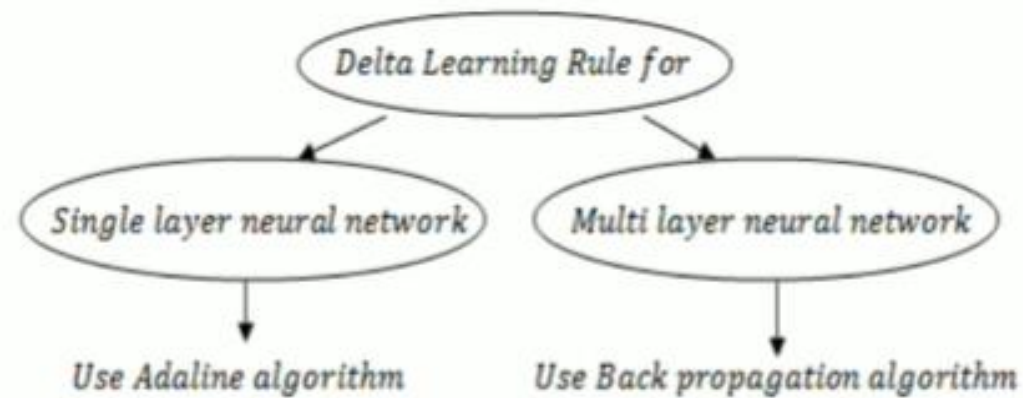 Delta Learning Rule for
Single layer neural network
Multi layer neural network
Use Adaline algorithm
Use Back propagation algorithm